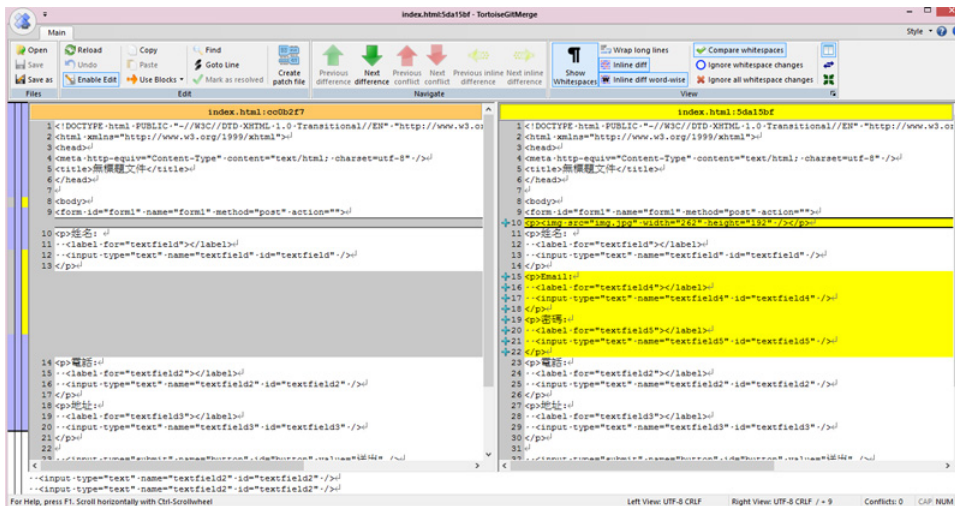 index.html:5da15bf - TortoiseGitMerge
Main
Style
Open
Save
Save as
Files
Reload
Undo
Enable Edit
Copy
Paste
Use Blocks
Find
Goto Line
Mark as resolved
Create patch file
Edit
Previous difference
Next difference
Previous conflict
Next conflict
Previous inline difference
Next inline difference
Navigate
Show Whitespaces
Wrap long lines
Inline diff
Inline diff word-wise
Compare whitespaces
Ignore whitespace changes
Ignore all whitespace changes
View
index.html:cc0b2f7
1 <!DOCTYPE·html·PUBLIC·"-//W3C//DTD·XHTML·1.0·Transitional//EN"·"http://www.w3.or
2 <html·xmlns="http://www.w3.org/1999/xhtml">
3 <head>
4 <meta·http-equiv="Content-Type"·content="text/html;·charset=utf-8"·/>
5 <title>無標題文件</title>
6 </head>
7
8 <body>
9 <form·id="form1"·name="form1"·method="post"·action="">
10 <p>姓名:
11 ··<label·for="textfield"></label>
12 ··<input·type="text"·name="textfield"·id="textfield"·/>
13 </p>
14 <p>電話:
15 ··<label·for="textfield2"></label>
16 ··<input·type="text"·name="textfield2"·id="textfield2"·/>
17 </p>
18 <p>地址:
19 ··<label·for="textfield3"></label>
20 ··<input·type="text"·name="textfield3"·id="textfield3"·/>
21 </p>
22
index.html:5da15bf
1 <!DOCTYPE·html·PUBLIC·"-//W3C//DTD·XHTML·1.0·Transitional//EN"·"http://www.w3.or
2 <html·xmlns="http://www.w3.org/1999/xhtml">
3 <head>
4 <meta·http-equiv="Content-Type"·content="text/html;·charset=utf-8"·/>
5 <title>無標題文件</title>
6 </head>
7
8 <body>
9 <form·id="form1"·name="form1"·method="post"·action="">
10 <p><img·src="img.jpg"·width="262"·height="192"·/></p>
11 <p>姓名:
12 ··<label·for="textfield"></label>
13 ··<input·type="text"·name="textfield"·id="textfield"·/>
14 </p>
15 <p>Email:
16 ··<label·for="textfield4"></label>
17 ··<input·type="text"·name="textfield4"·id="textfield4"·/>
18 </p>
19 <p>密碼:
20 ··<label·for="textfield5"></label>
21 ··<input·type="text"·name="textfield5"·id="textfield5"·/>
22 </p>
23 <p>電話:
24 ··<label·for="textfield2"></label>
25 ··<input·type="text"·name="textfield2"·id="textfield2"·/>
26 </p>
27 <p>地址:
28 ··<label·for="textfield3"></label>
29 ··<input·type="text"·name="textfield3"·id="textfield3"·/>
30 </p>
31
··<input·type="text"·name="textfield2"·id="textfield2"·/>
··<input·type="text"·name="textfield2"·id="textfield2"·/>
For Help, press F1. Scroll horizontally with Ctrl-Scrollwheel
Left View: UTF-8 CRLF
Right View: UTF-8 CRLF / + 9
Conflicts: 0
CAP NUM